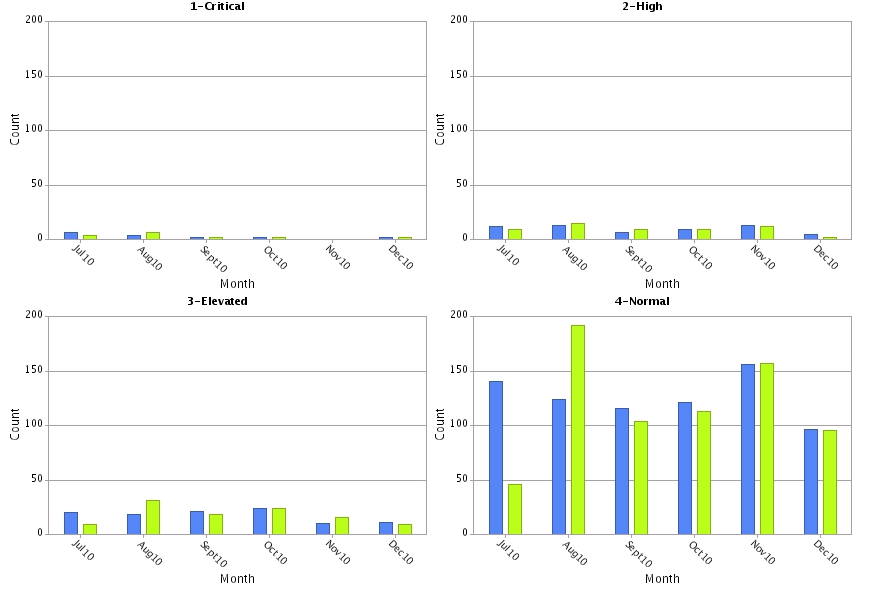 1-Critical
200
150
100
50
0
Count
Jul10
Aug10
Sept10
Oct10
Nov10
Dec10
Month
2-High
200
150
100
50
0
Count
Jul10
Aug10
Sept10
Oct10
Nov10
Dec10
Month
3-Elevated
200
150
100
50
0
Count
Jul10
Aug10
Sept10
Oct10
Nov10
Dec10
Month
4-Normal
200
150
100
50
0
Count
Jul10
Aug10
Sept10
Oct10
Nov10
Dec10
Month